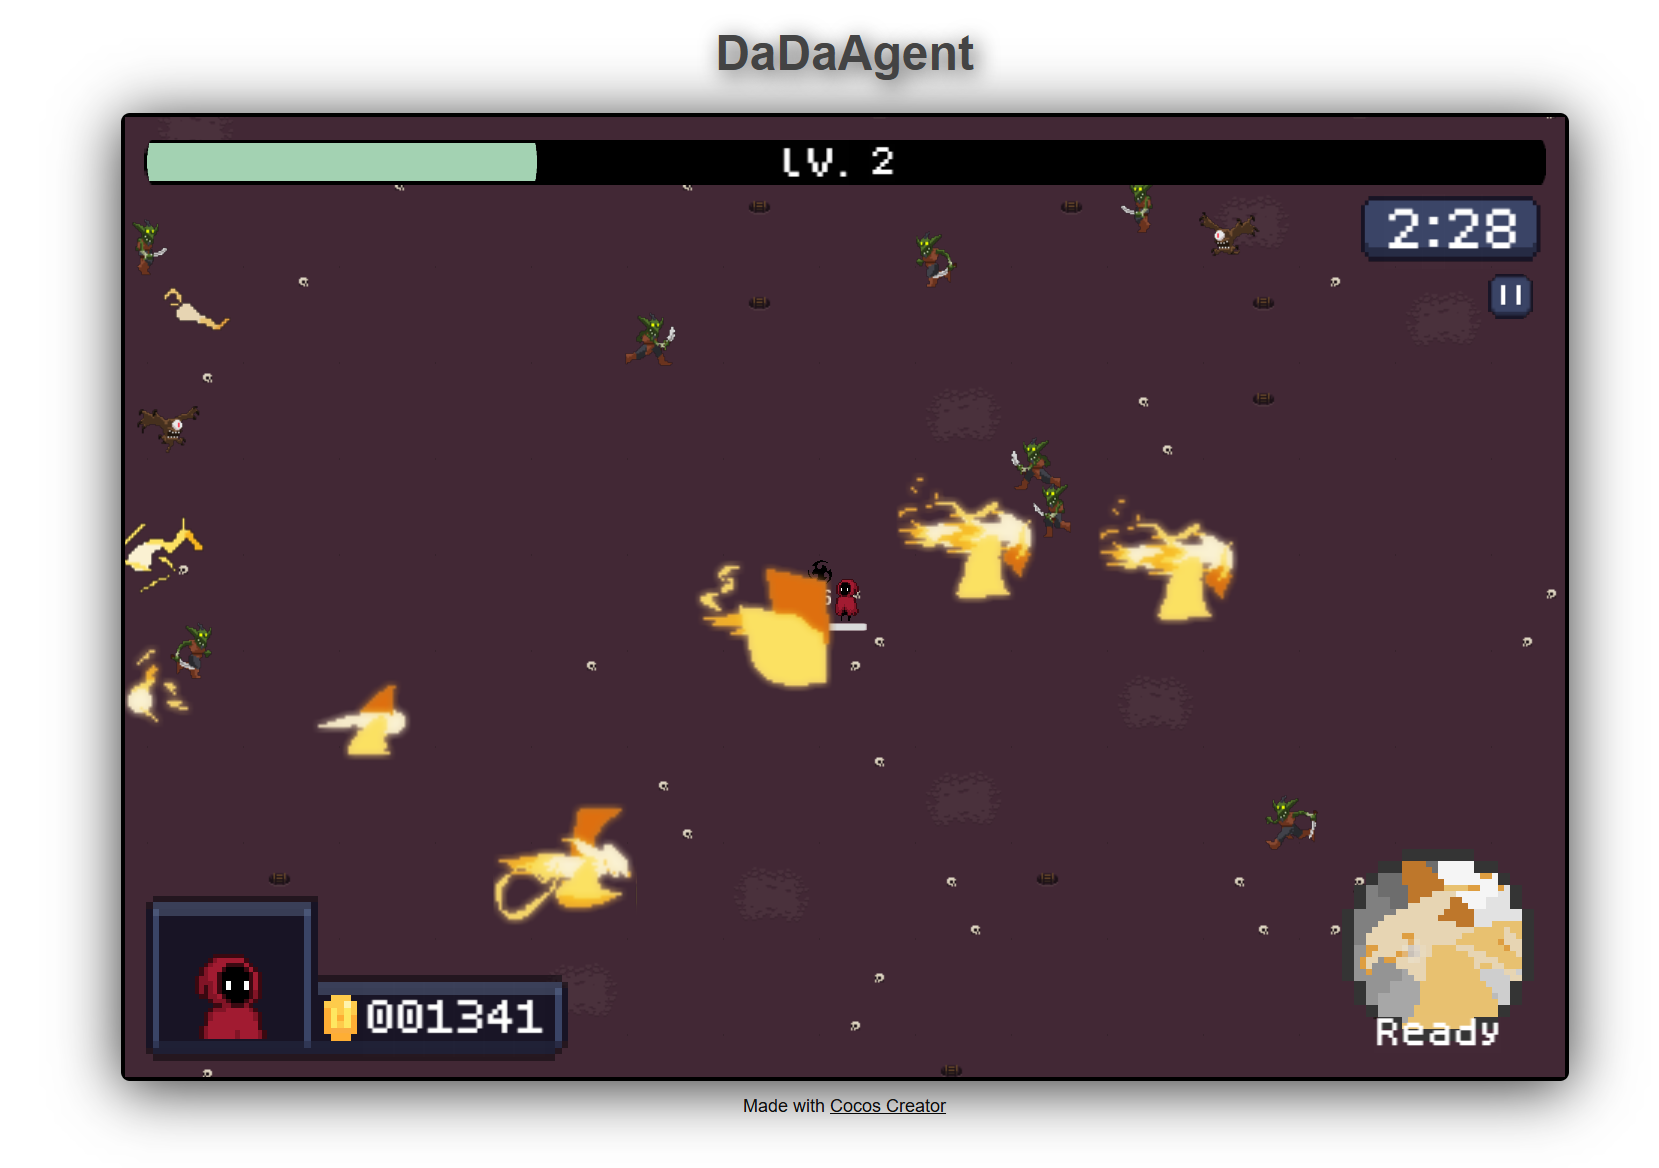 DaDaAgent
LV. 2
2:28
001341
Ready
Made with Cocos Creator